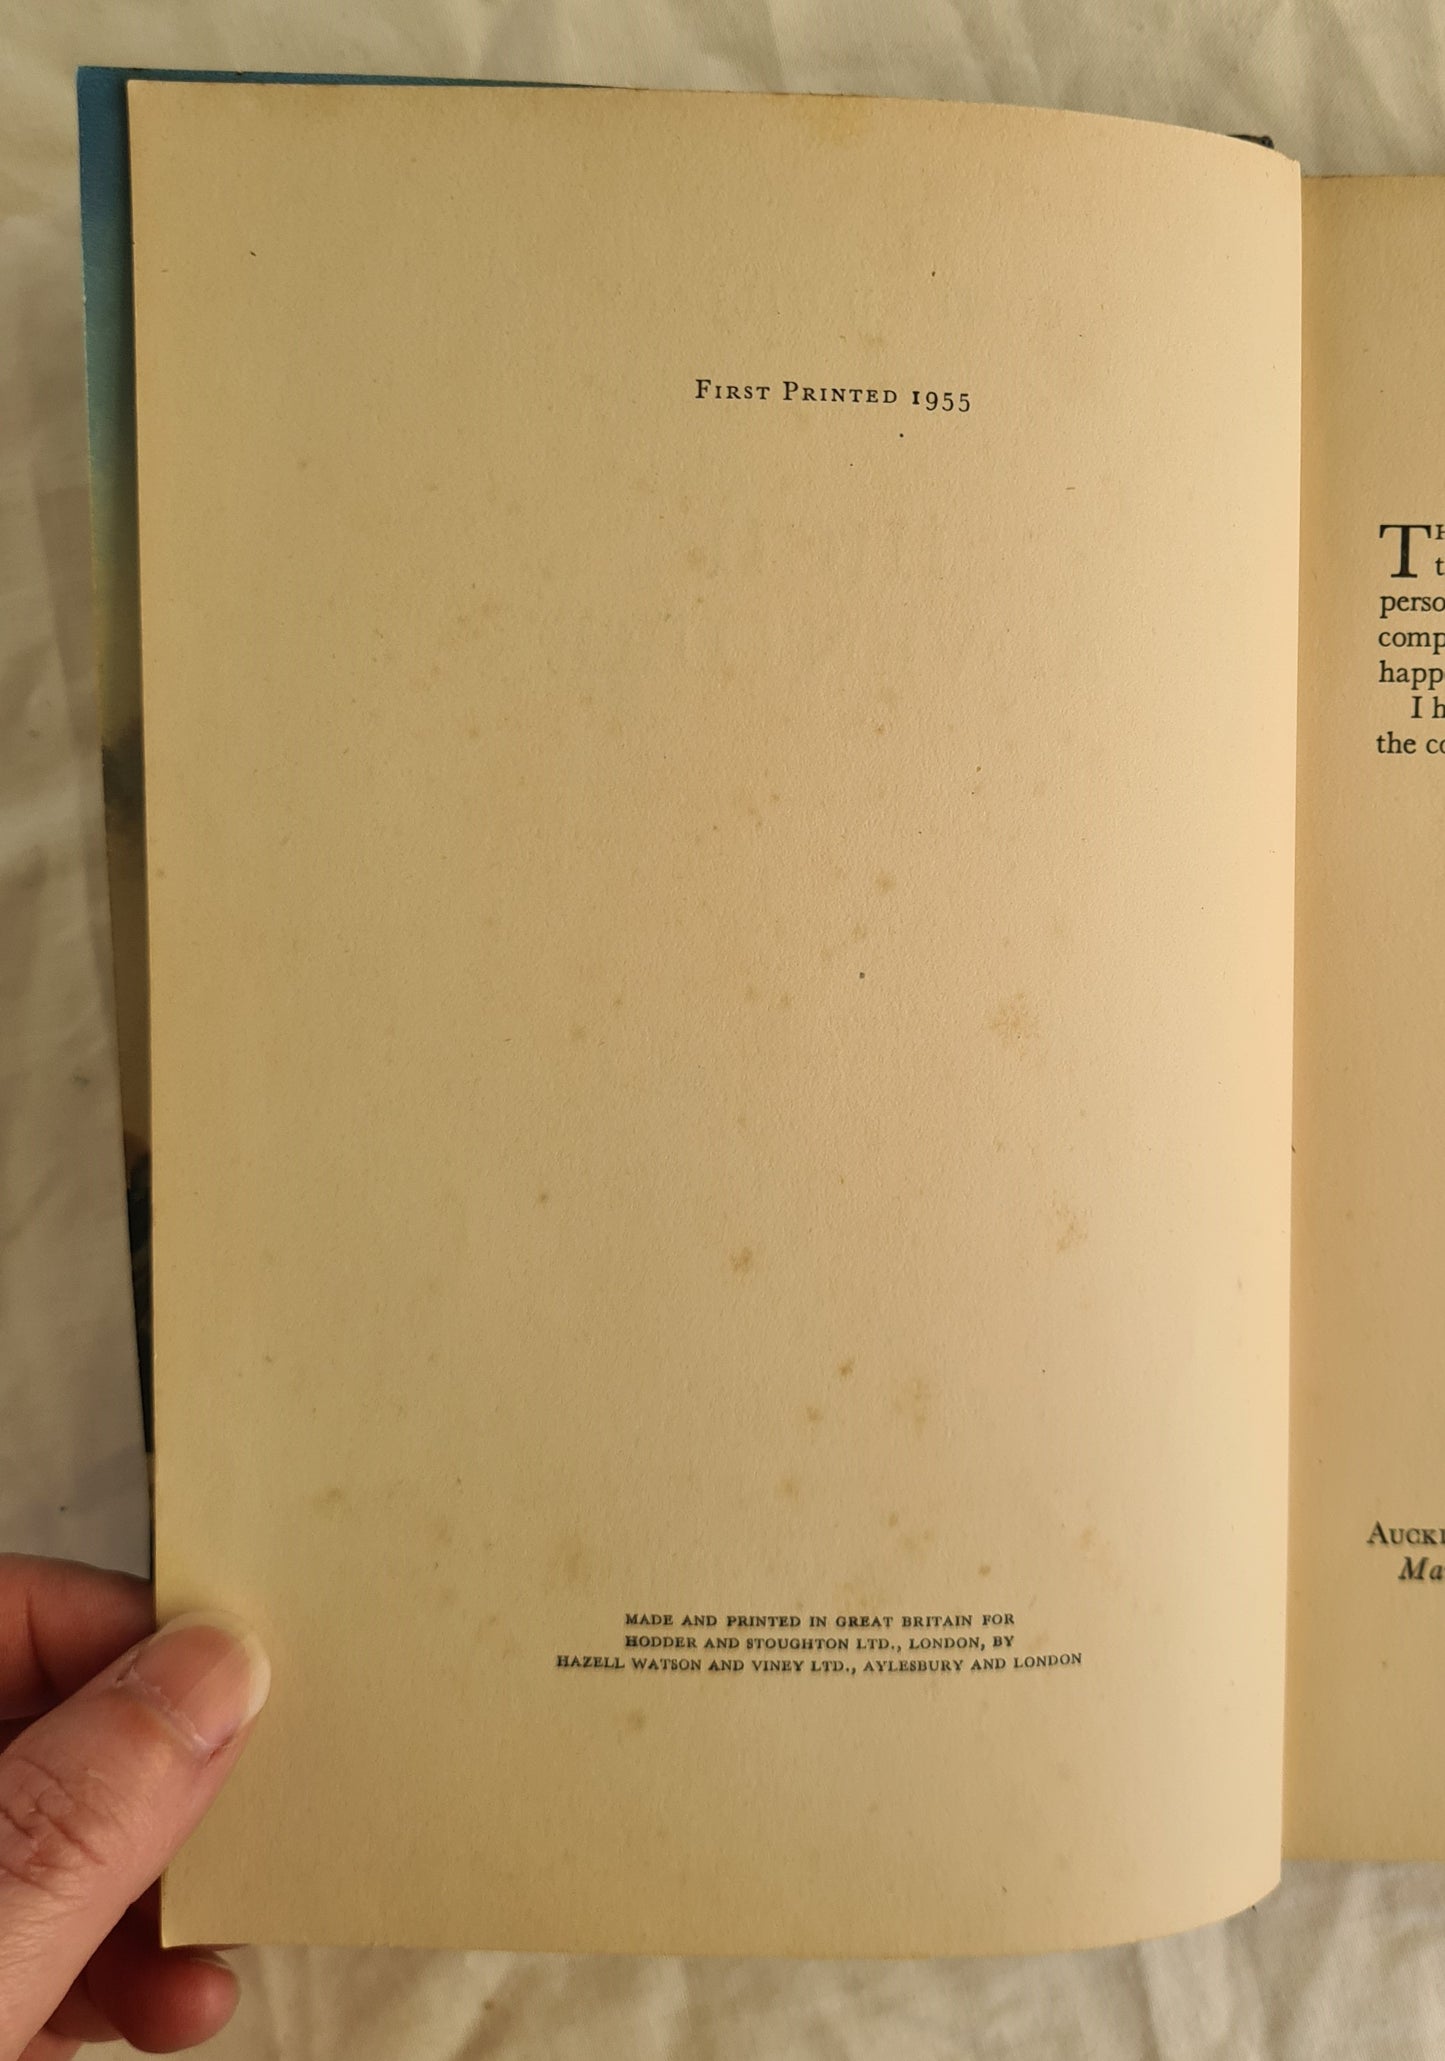 First Printed 1955
MADE AND PRINTED IN GREAT BRITAIN FOR
HODDER AND STOUGHTON LTD., LONDON, BY
HAZELL WATSON AND VINEY LTD., AYLESBURY AND LONDON